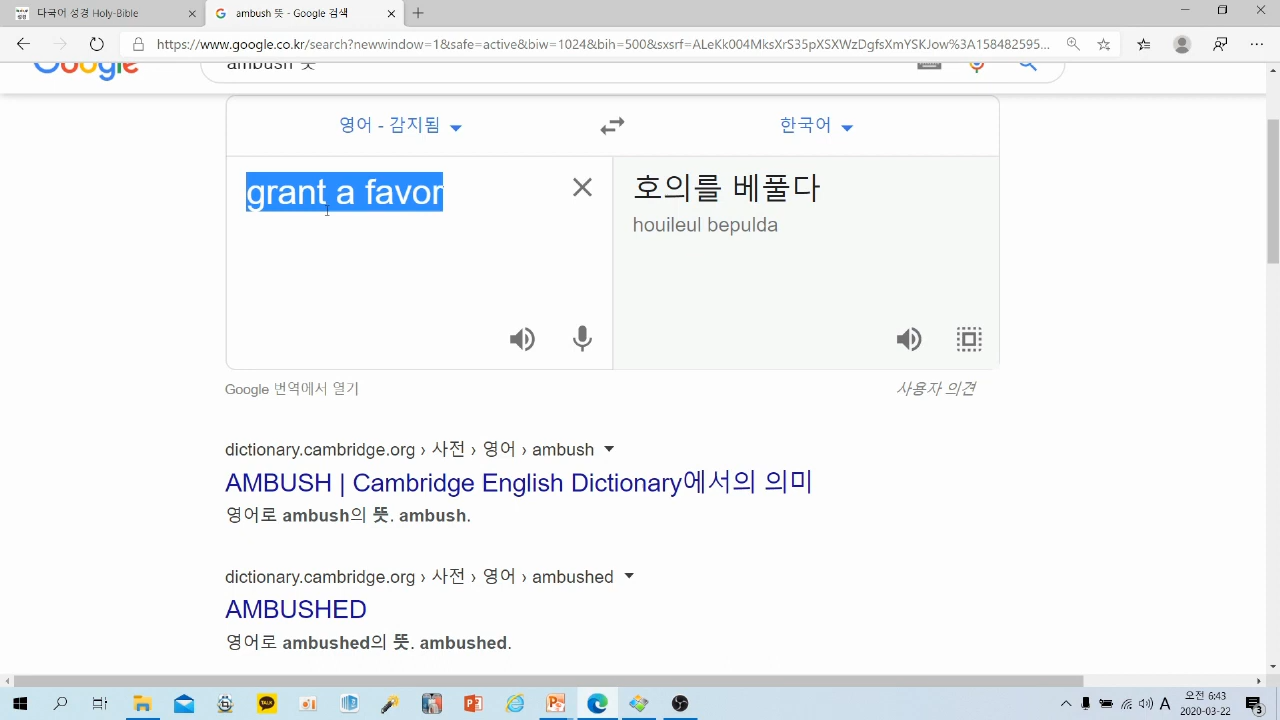 다국어 성경 Holy-Bible
ambush 뜻 - Google 검색
https://www.google.co.kr/search?newwindow=1&safe=active&biw=1024&bih=500&sxsrf=ALeKk004MksXrS35pXSXWzDgfsXmYSKJow%3A158482595...
Google
ambush 뜻
영어 - 감지됨
한국어
grant a favor
호의를 베풀다
houileul bepulda
Google 번역에서 열기
사용자 의견
dictionary.cambridge.org › 사전 › 영어 › ambush
AMBUSH | Cambridge English Dictionary에서의 의미
영어로 ambush의 뜻. ambush.
dictionary.cambridge.org › 사전 › 영어 › ambushed
AMBUSHED
영어로 ambushed의 뜻. ambushed.
TALK
A
오전 6:43
2020-03-22
3